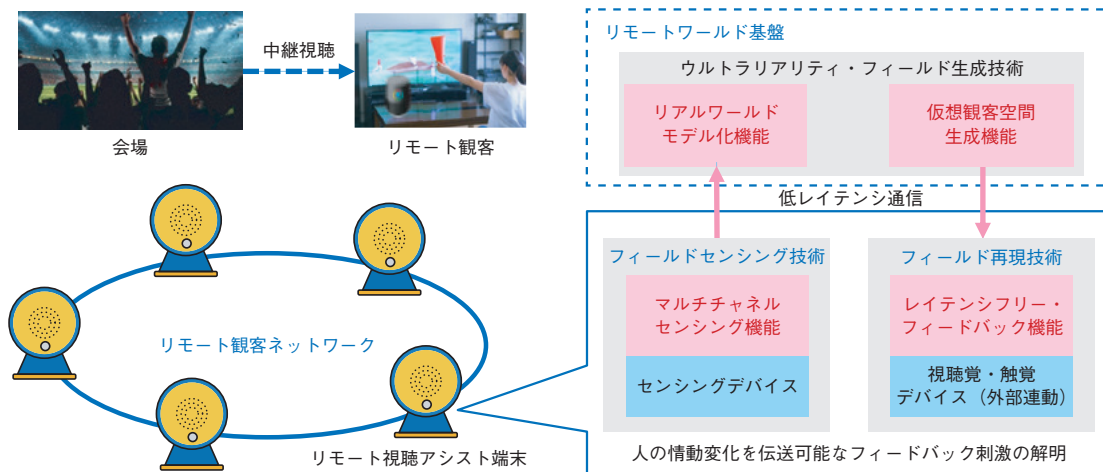 中継視聴
会場
リモート観客
リモート観客ネットワーク
リモート視聴アシスト端末
リモートワールド基盤
ウルトラリアリティ・フィールド生成技術
リアルワールド
モデル化機能
仮想観客空間
生成機能
低レイテンシ通信
フィールドセンシング技術
マルチチャネル
センシング機能
センシングデバイス
フィールド再現技術
レイテンシフリー・
フィードバック機能
視聴覚・触覚
デバイス（外部連動）
人の情動変化を伝送可能なフィードバック刺激の解明